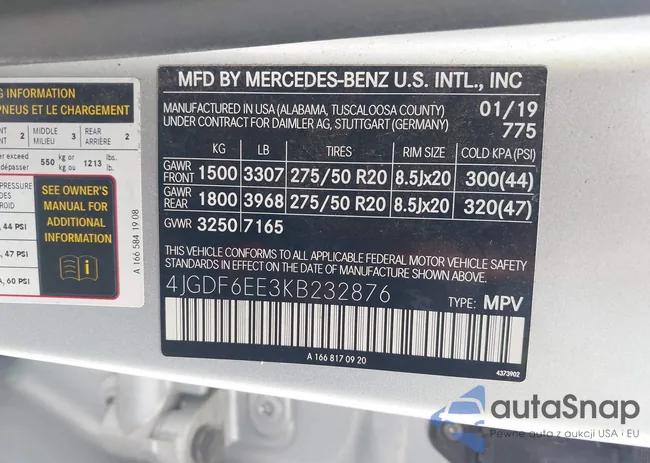 G INFORMATION
PNEUS ET LE CHARGEMENT
2 MIDDLE MILIEU 3 REAR ARRIÈRE 2
exceed
dépasser 550 kg or kg ou 1213 lbs. lb.
PRESSURE
DES
ROID
SEE OWNER'S
MANUAL FOR
ADDITIONAL
INFORMATION
44 PSI
47 PSI
60 PSI
A 166 584 19 08
MFD BY MERCEDES-BENZ U.S. INTL., INC
MANUFACTURED IN USA (ALABAMA, TUSCALOOSA COUNTY) 01/19
UNDER CONTRACT FOR DAIMLER AG, STUTTGART (GERMANY) 775
KG LB TIRES RIM SIZE COLD KPA (PSI)
GAWR FRONT 1500 3307 275/50 R20 8.5Jx20 300(44)
GAWR REAR 1800 3968 275/50 R20 8.5Jx20 320(47)
GVWR 3250 7165
THIS VEHICLE CONFORMS TO ALL APPLICABLE FEDERAL MOTOR VEHICLE SAFETY
STANDARDS IN EFFECT ON THE DATE OF MANUFACTURE SHOWN ABOVE.
4JGDF6EE3KB232876
TYPE: MPV
A 166 817 09 20
4373902
autaSnap
Pewne auta z aukcji USA i EU